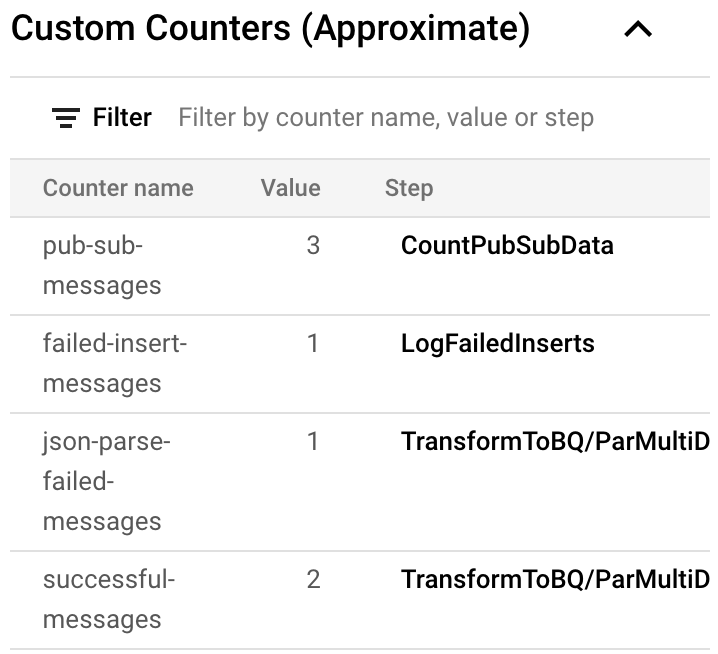 Custom Counters (Approximate)
Filter Filter by counter name, value or step
Counter name Value Step
pub-sub- 3 CountPubSubData
messages
failed-insert- 1 LogFailedInserts
messages
json-parse- 1 TransformToBQ/ParMultiD
failed-
messages
successful- 2 TransformToBQ/ParMultiD
messages